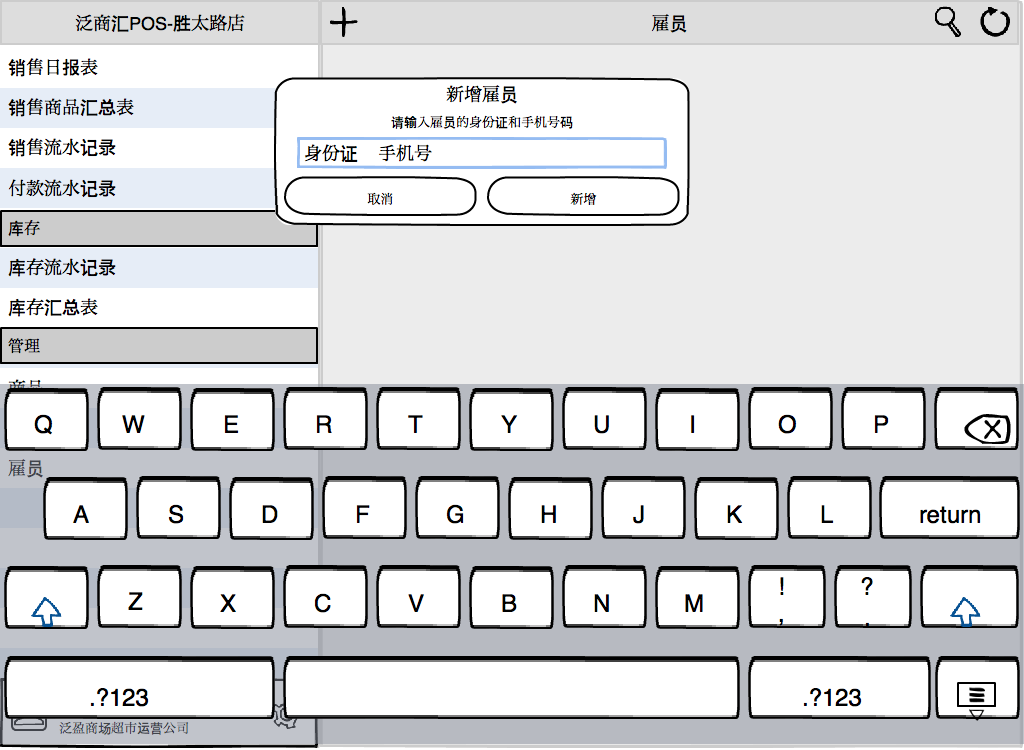 泛商汇POS-胜太路店
雇员
销售日报表
销售商品汇总表
销售流水记录
付款流水记录
库存
库存流水记录
库存汇总表
管理
商品
雇员
新增雇员
请输入雇员的身份证和手机号码
身份证 手机号
取消 新增
Q W E R T Y U I O P
A S D F G H J K L return
Z X C V B N M ! , ? .
.?123 .?123
泛盈商场超市运营公司